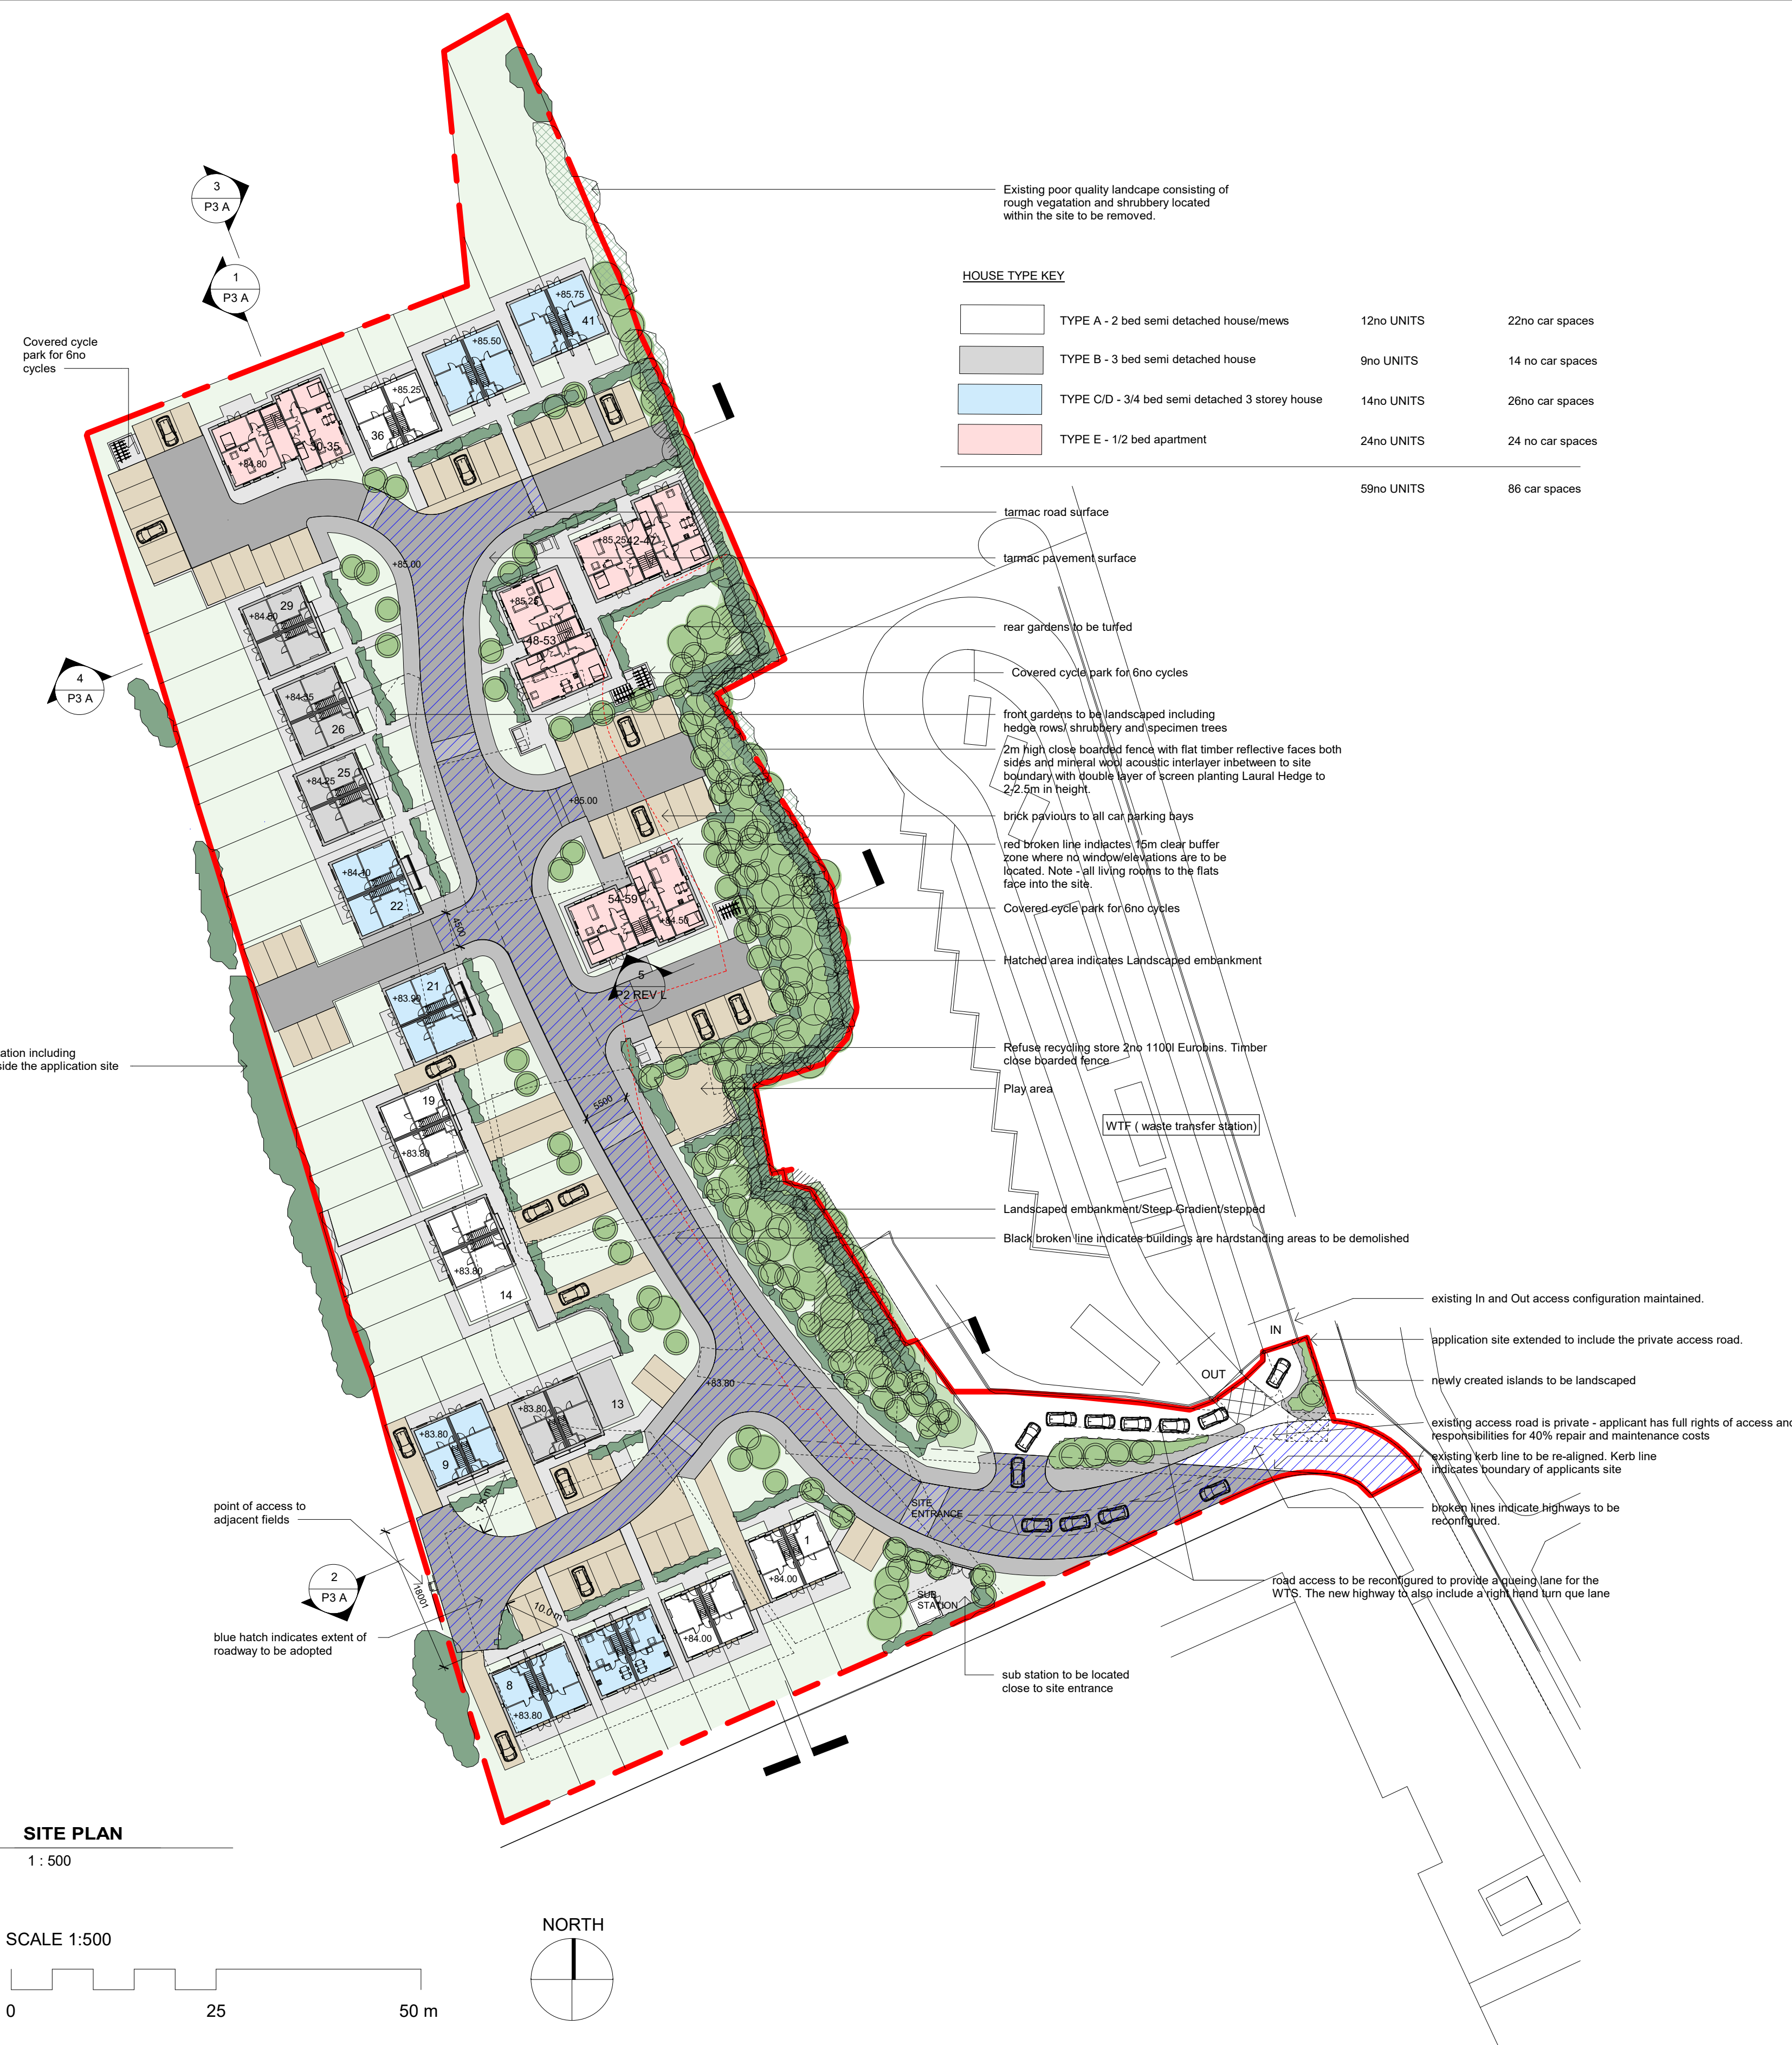 3
P3 A
1
P3 A
Covered cycle
park for 6no
cycles
Existing poor quality landcape consisting of
rough vegatation and shrubbery located
within the site to be removed.
HOUSE TYPE KEY
TYPE A - 2 bed semi detached house/mews 12no UNITS 22no car spaces
TYPE B - 3 bed semi detached house 9no UNITS 14 no car spaces
TYPE C/D - 3/4 bed semi detached 3 storey house 14no UNITS 26no car spaces
TYPE E - 1/2 bed apartment 24no UNITS 24 no car spaces
59no UNITS 86 car spaces
+85.75
41
+85.50
+85.25
36
30-35
+84.80
tarmac road surface
tarmac pavement surface
+85.25
42-47
+85.00
+85.25
48-53
29
+84.60
rear gardens to be turfed
Covered cycle park for 6no cycles
4
P3 A
+84.35
26
front gardens to be landscaped including
hedge rows/ shrubbery and specimen trees
2m high close boarded fence with flat timber reflective faces both
sides and mineral wool acoustic interlayer inbetween to site
boundary with double layer of screen planting Laural Hedge to
2-2.5m in height.
25
+84.25
+85.00
brick paviours to all car parking bays
red broken line indiactes 15m clear buffer
zone where no window/elevations are to be
located. Note - all living rooms to the flats
face into the site.
+84.10
22
54-59
+84.50
4500
Covered cycle park for 6no cycles
Hatched area indicates Landscaped embankment
5
P2 REV L
21
+83.90
ation including
side the application site
Refuse recycling store 2no 1100l Eurobins. Timber
close boarded fence
Play area
19
5500
WTF ( waste transfer station)
+83.80
Landscaped embankment/Steep Gradient/stepped
Black broken line indicates buildings are hardstanding areas to be demolished
+83.80
14
existing In and Out access configuration maintained.
IN
application site extended to include the private access road.
OUT
newly created islands to be landscaped
+83.80
+83.80
13
+83.80
9
existing access road is private - applicant has full rights of access and
responsibilities for 40% repair and maintenance costs
existing kerb line to be re-aligned. Kerb line
indicates boundary of applicants site
7.8 m
point of access to
adjacent fields
SITE
ENTRANCE
broken lines indicate highways to be
reconfigured.
1
+84.00
2
P3 A
18001
10.0 m
SUB
STATION
road access to be reconfigured to provide a queing lane for the
WTS. The new highway to also include a right hand turn que lane
blue hatch indicates extent of
roadway to be adopted
+84.00
8
+83.80
sub station to be located
close to site entrance
SITE PLAN
1 : 500
SCALE 1:500
0 25 50 m
NORTH